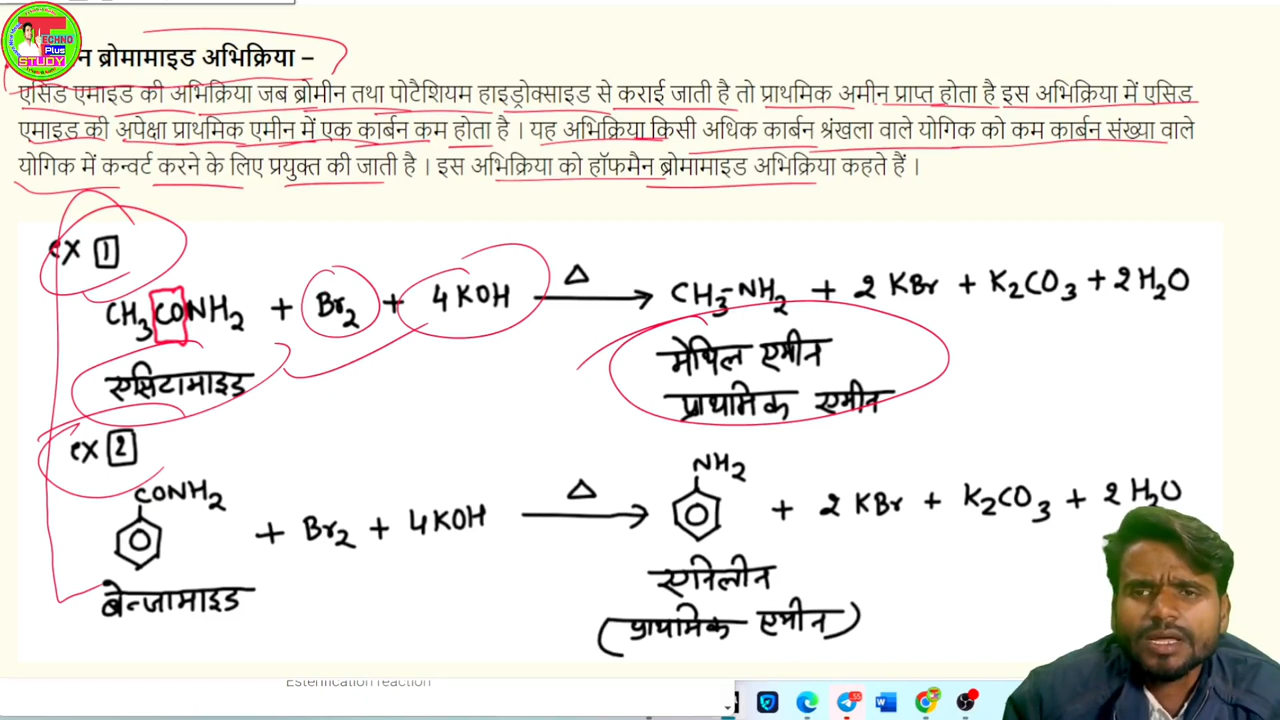 TECHNO
Plus
STUDY
न ब्रोमामाइड अभिक्रिया –
एसिड एमाइड की अभिक्रिया जब ब्रोमीन तथा पोटैशियम हाइड्रोक्साइड से कराई जाती है तो प्राथमिक अमीन प्राप्त होता है इस अभिक्रिया में एसिड
एमाइड की अपेक्षा प्राथमिक एमीन में एक कार्बन कम होता है । यह अभिक्रिया किसी अधिक कार्बन श्रंखला वाले योगिक को कम कार्बन संख्या वाले
योगिक में कन्वर्ट करने के लिए प्रयुक्त की जाती है । इस अभिक्रिया को हॉफमैन ब्रोमामाइड अभिक्रिया कहते हैं ।
ex 1
CH3CONH2 + Br2 + 4KOH Δ → CH3-NH2 + 2KBr + K2CO3 + 2H2O
एसिटामाइड मेथिल एमीन
प्राथमिक एमीन
ex 2
CONH2 + Br2 + 4KOH Δ → NH2 + 2KBr + K2CO3 + 2H2O
बेन्जामाइड एनिलीन
(प्राथमिक एमीन)
Esterification reaction